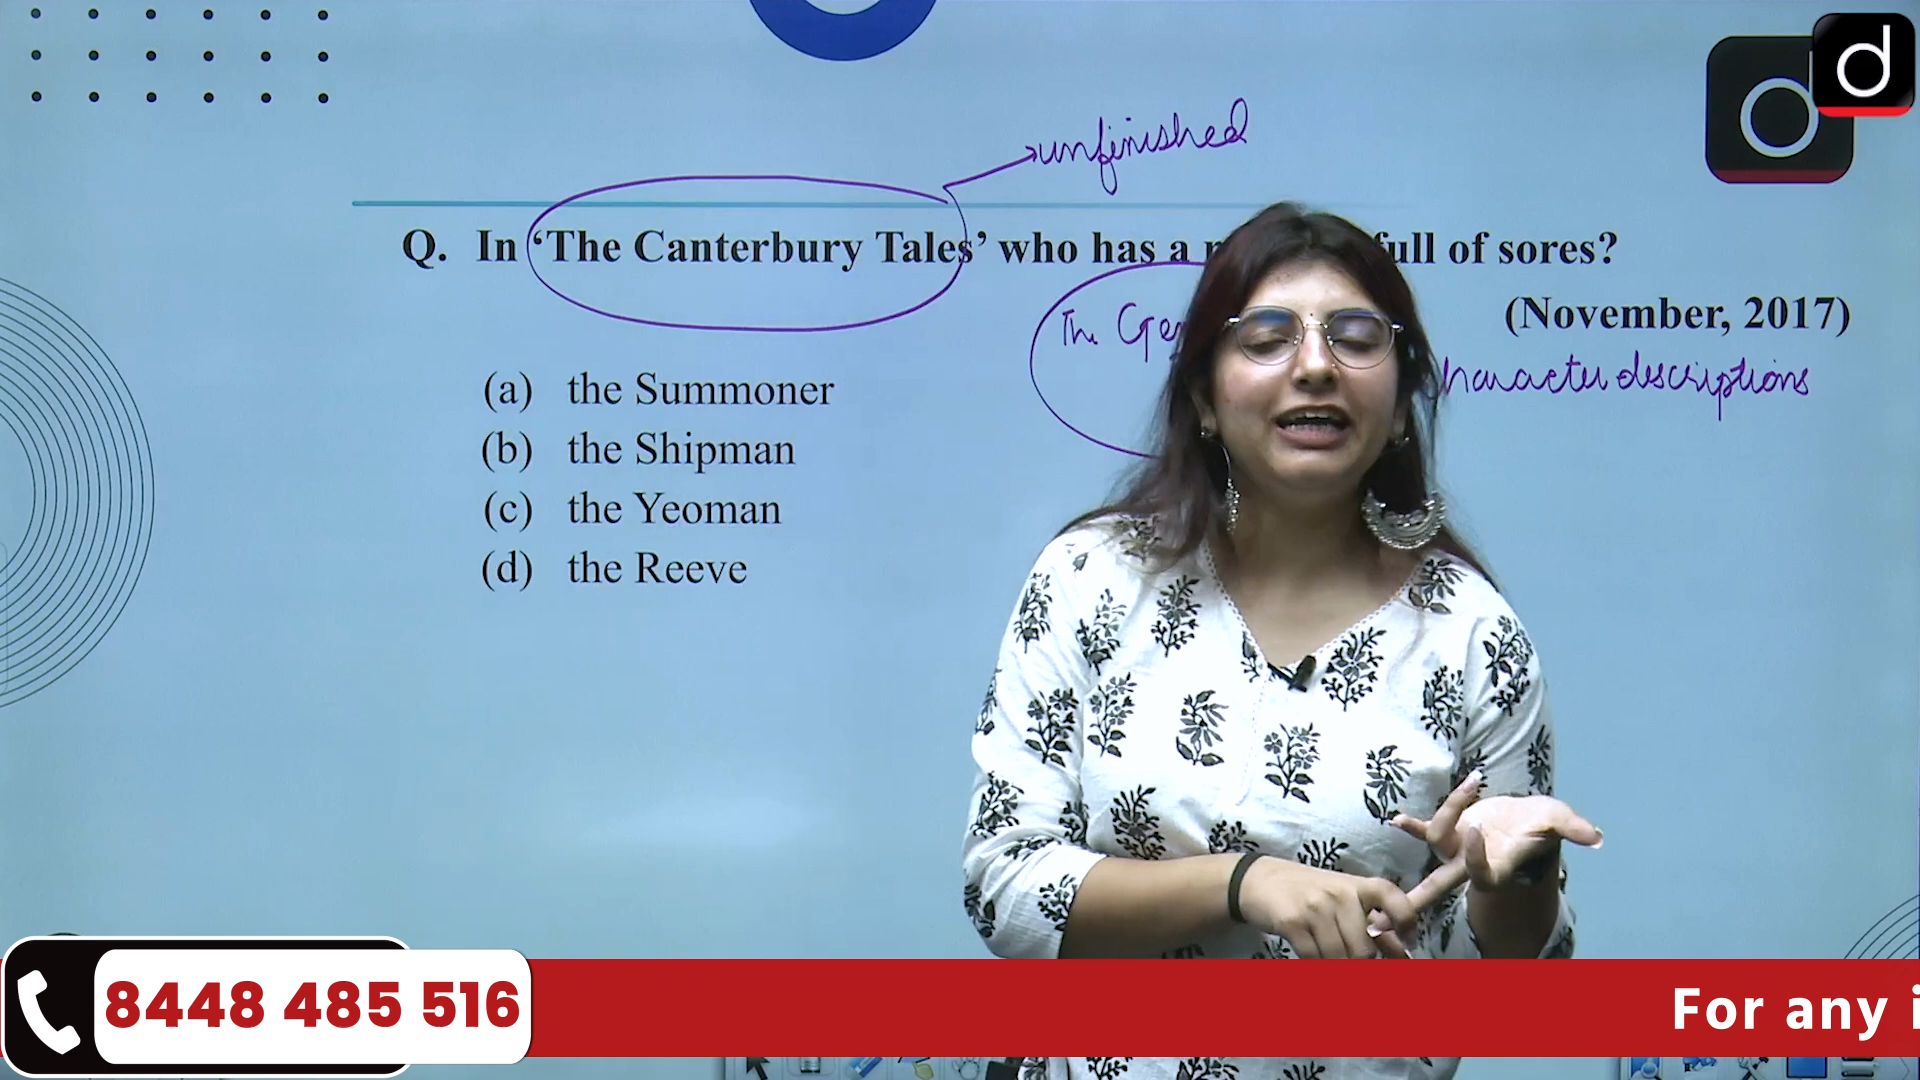 unfinished
Q. In ‘The Canterbury Tales’ who has a full of sores?
(November, 2017)
The
character descriptions
(a) the Summoner
(b) the Shipman
(c) the Yeoman
(d) the Reeve
8448 485 516
For any